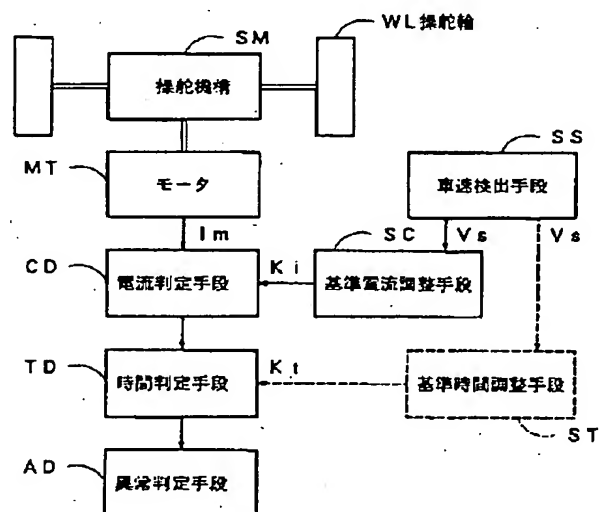 WL操舵輪
SM
操舵機構
SS
MT
モータ
車速検出手段
Im
SC
Vs
Vs
CD
電流判定手段
Ki
基準電流調整手段
TD
時間判定手段
Kt
基準時間調整手段
ST
AD
異常判定手段